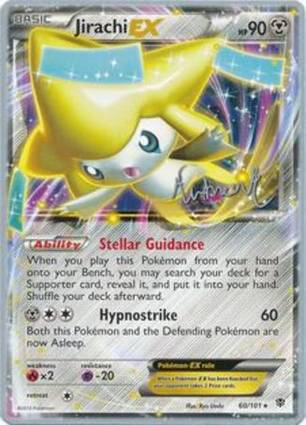 BASIC
Jirachi EX HP90
Ability Stellar Guidance
When you play this Pokémon from your hand
onto your Bench, you may search your deck for a
Supporter card, reveal it, and put it into your hand.
Shuffle your deck afterward.
Hypnostrike 60
Both this Pokémon and the Defending Pokémon are
now Asleep.
weakness ×2 resistance -20
Pokémon-EX rule
When a Pokémon-EX has been Knocked Out, your
opponent takes 2 Prize cards.
retreat
Illus. Ryo Ueda 60/101 ★